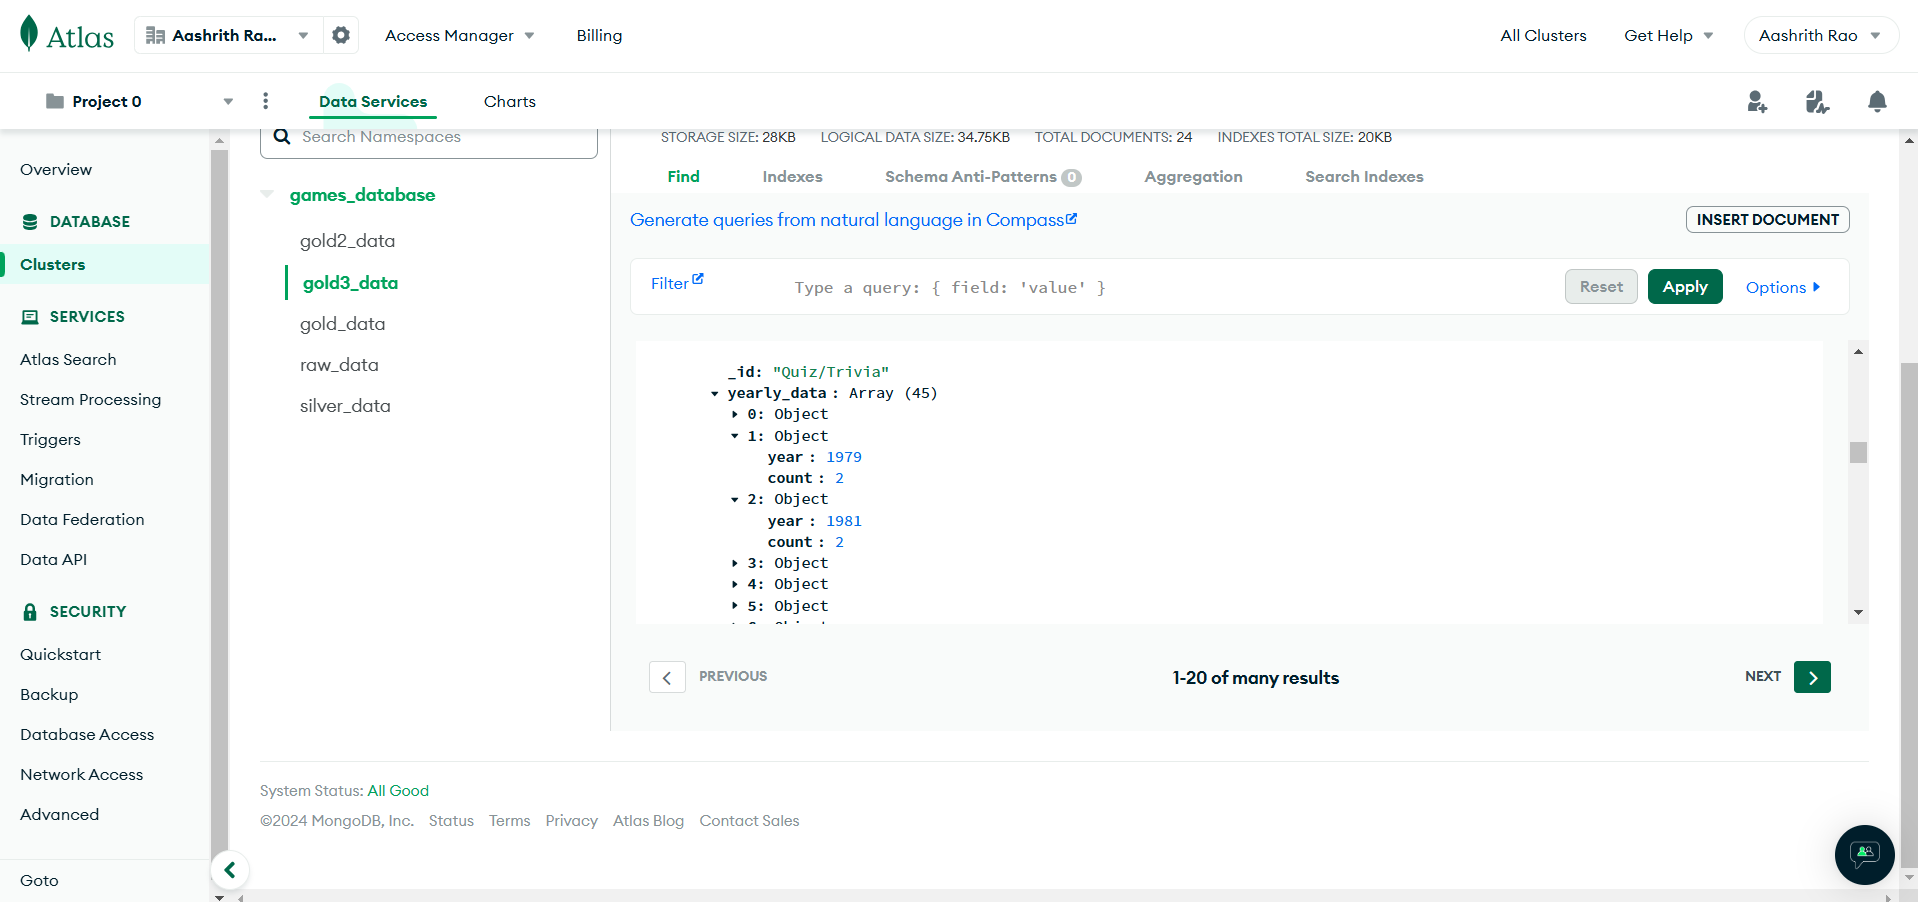 Atlas
Aashrith Ra...
Access Manager
Billing
All Clusters
Get Help
Aashrith Rao
Project 0
Data Services
Charts
Overview
DATABASE
Clusters
SERVICES
Atlas Search
Stream Processing
Triggers
Migration
Data Federation
Data API
SECURITY
Quickstart
Backup
Database Access
Network Access
Advanced
Goto
Search Namespaces
games_database
gold2_data
gold3_data
gold_data
raw_data
silver_data
STORAGE SIZE: 28KB LOGICAL DATA SIZE: 34.75KB TOTAL DOCUMENTS: 24 INDEXES TOTAL SIZE: 20KB
Find Indexes Schema Anti-Patterns 0 Aggregation Search Indexes
Generate queries from natural language in Compass
INSERT DOCUMENT
Filter
Type a query: { field: 'value' }
Reset
Apply
Options
_id: "Quiz/Trivia"
yearly_data : Array (45)
0: Object
1: Object
year : 1979
count : 2
2: Object
year : 1981
count : 2
3: Object
4: Object
5: Object
PREVIOUS
1-20 of many results
NEXT
System Status: All Good
©2024 MongoDB, Inc. Status Terms Privacy Atlas Blog Contact Sales